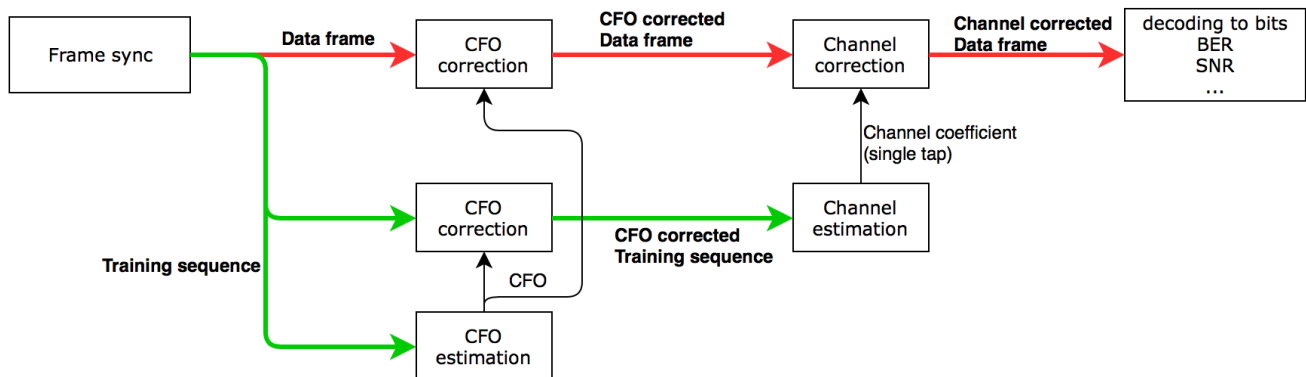 Frame sync
Data frame
CFO
correction
CFO corrected
Data frame
Channel
correction
Channel corrected
Data frame
decoding to bits
BER
SNR
...
Channel coefficient
(single tap)
Training sequence
CFO
correction
CFO corrected
Training sequence
Channel
estimation
CFO
CFO
estimation